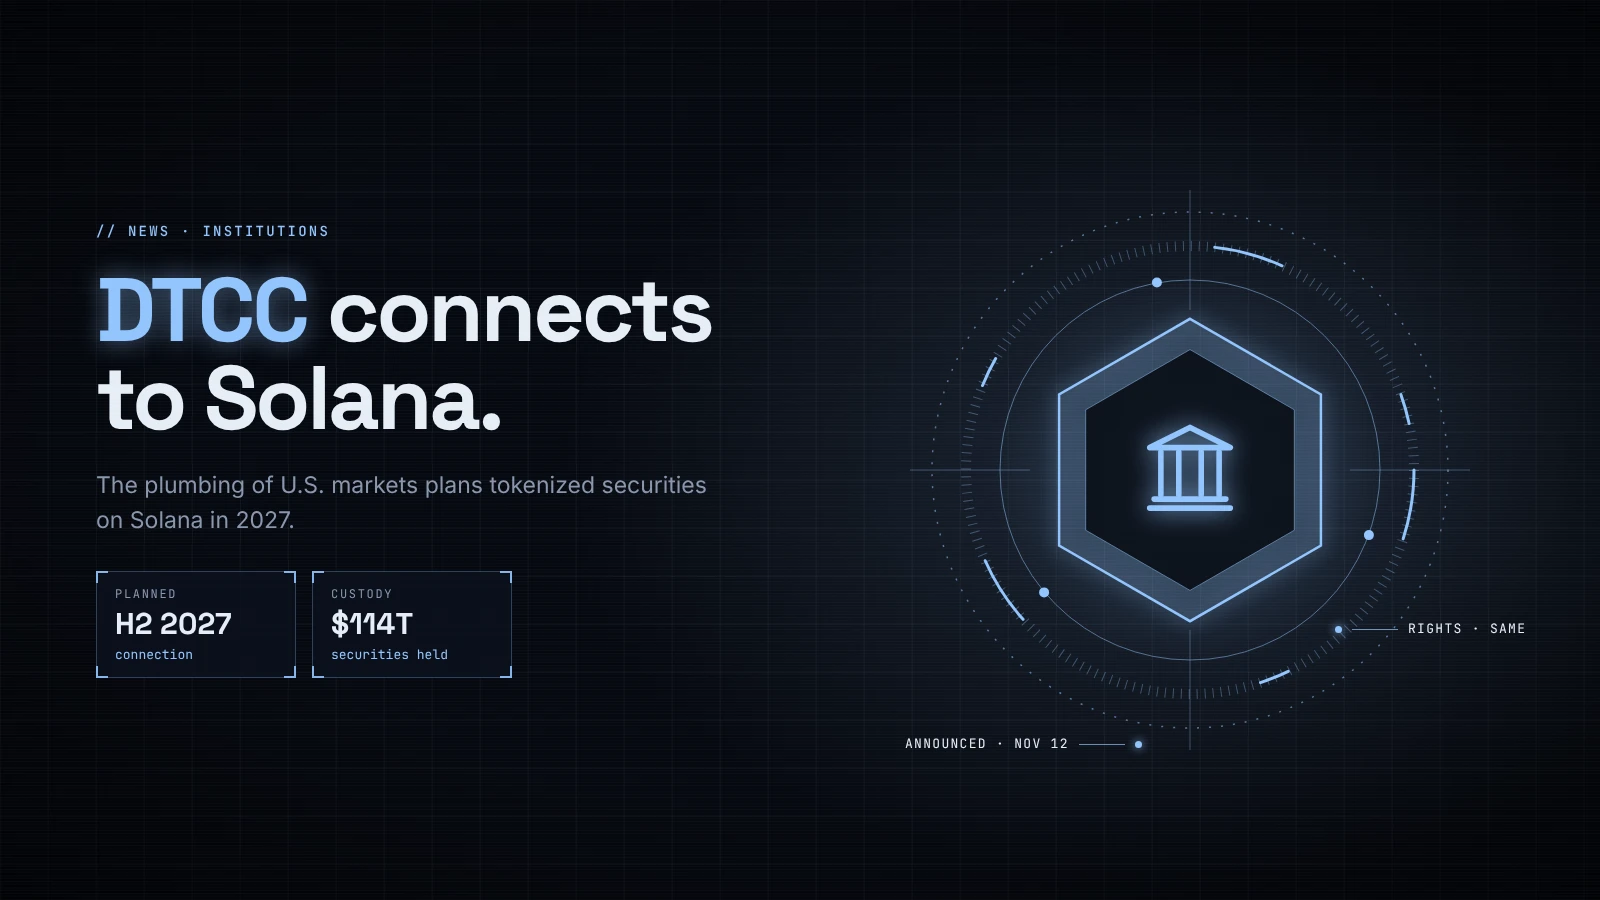 // NEWS · INSTITUTIONS
DTCC connects
to Solana.
The plumbing of U.S. markets plans tokenized securities
on Solana in 2027.
PLANNED
H2 2027
connection
CUSTODY
$114T
securities held
RIGHTS · SAME
ANNOUNCED · NOV 12